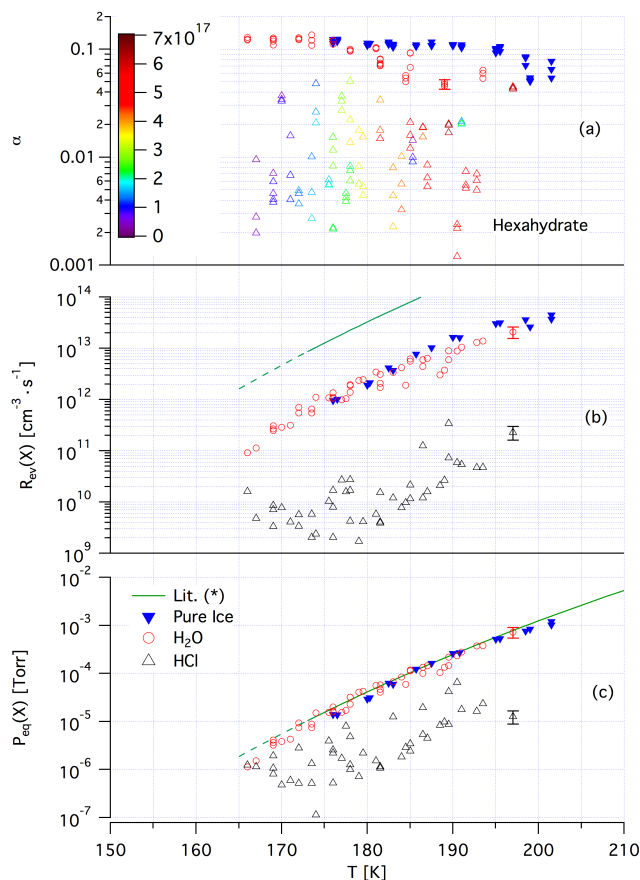 0.1
6
4
2
0.01
6
4
2
0.001
α
7x10^17
6
5
4
3
2
1
0
(a)
Hexahydrate
10^14
10^13
10^12
10^11
10^10
10^9
R_ev(X) [cm^-3 · s^-1]
(b)
10^-2
10^-3
10^-4
10^-5
10^-6
10^-7
P_eq(X) [Torr]
Lit. (*)
Pure Ice
H₂O
HCl
(c)
150
160
170
180
190
200
210
T [K]